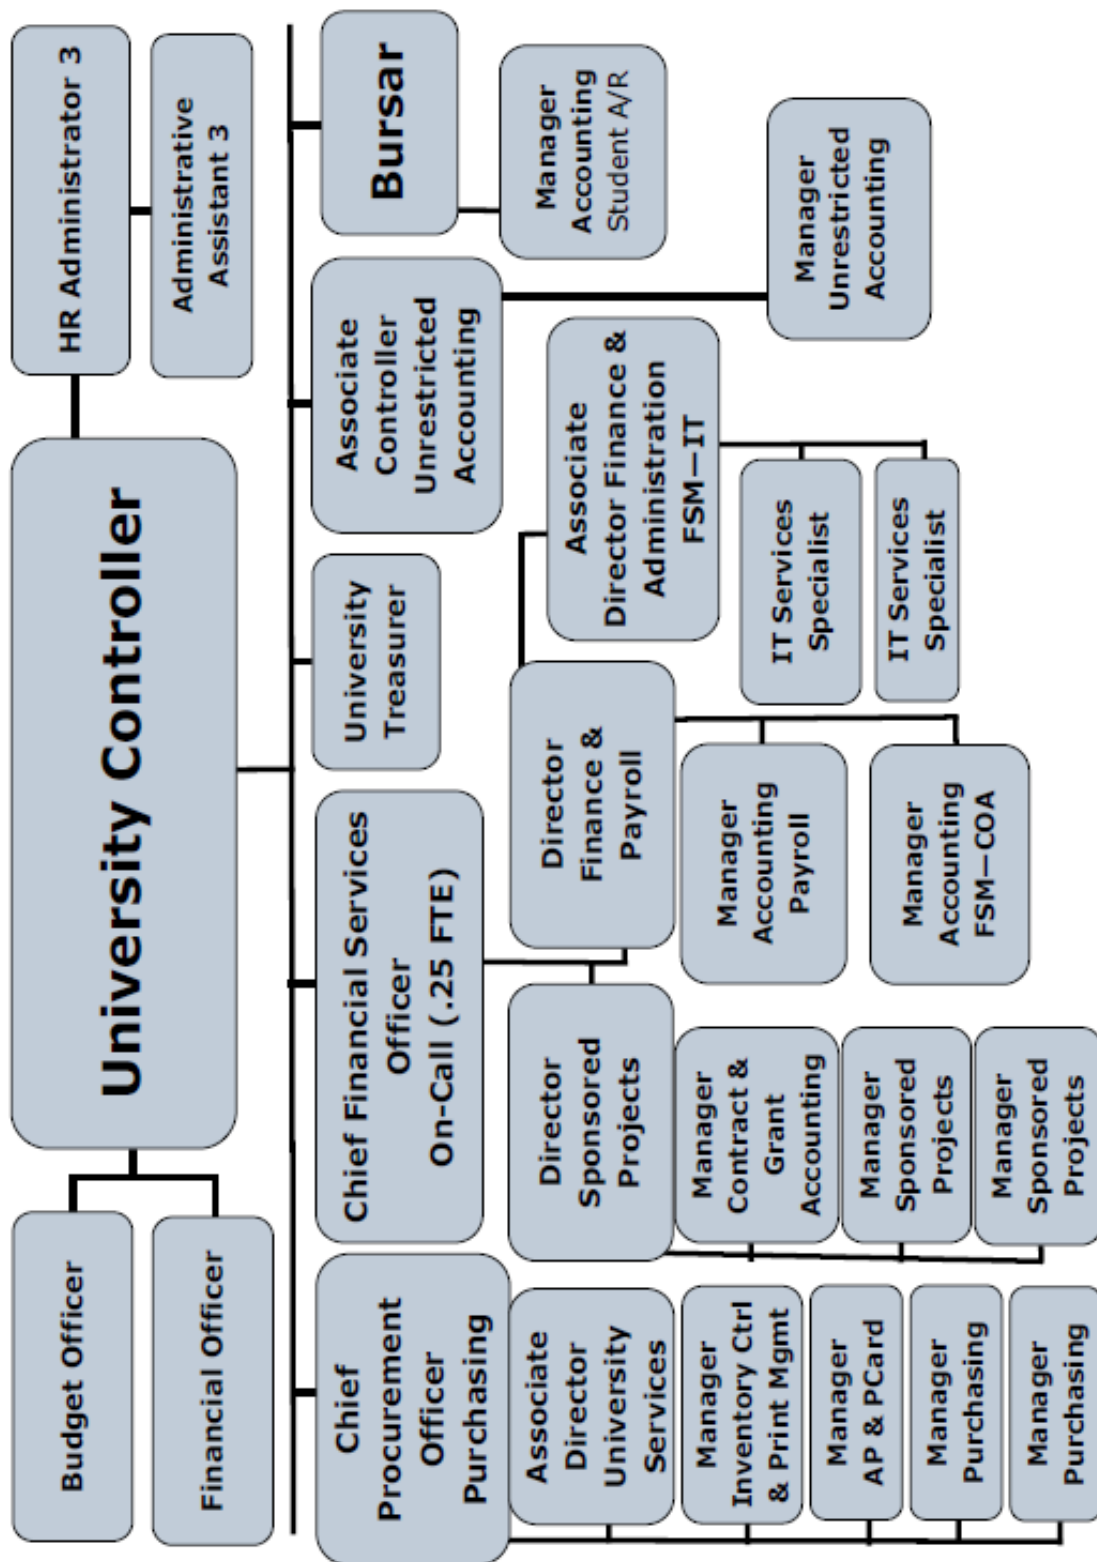 Budget Officer
Financial Officer
University Controller
HR Administrator 3
Administrative
Assistant 3
Chief
Procurement
Officer
Purchasing
Chief Financial Services
Officer
On-Call (.25 FTE)
University
Treasurer
Associate
Controller
Unrestricted
Accounting
Bursar
Associate
Director
University
Services
Manager
Inventory Ctrl
& Print Mgmt
Manager
AP & PCard
Manager
Purchasing
Manager
Purchasing
Director
Sponsored
Projects
Manager
Contract &
Grant
Accounting
Manager
Sponsored
Projects
Manager
Sponsored
Projects
Director
Finance &
Payroll
Manager
Accounting
Payroll
Manager
Accounting
FSM—COA
Associate
Director Finance &
Administration
FSM—IT
IT Services
Specialist
IT Services
Specialist
Manager
Unrestricted
Accounting
Manager
Accounting
Student A/R